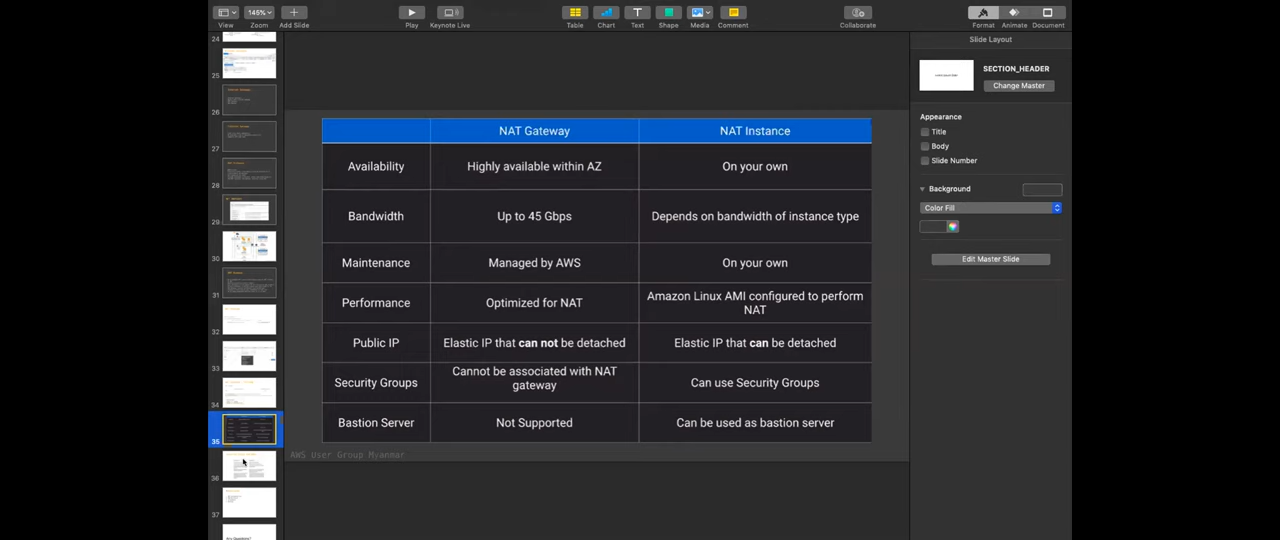 145%
View
Zoom
Add Slide
Play
Keynote Live
Table
Chart
Text
Shape
Media
Comment
Collaborate
Format
Animate
Document
24
25
26
27
28
29
30
31
32
33
34
35
36
37
NAT Gateway NAT Instance
Availability Highly available within AZ On your own
Bandwidth Up to 45 Gbps Depends on bandwidth of instance type
Maintenance Managed by AWS On your own
Performance Optimized for NAT Amazon Linux AMI configured to perform
NAT
Public IP Elastic IP that can not be detached Elastic IP that can be detached
Security Groups Cannot be associated with NAT
gateway Can use Security Groups
Bastion Server No Supported Can be used as bastion server
AWS User Group Myanmar
Slide Layout
SECTION_HEADER
Change Master
Appearance
Title
Body
Slide Number
Background
Color Fill
Edit Master Slide